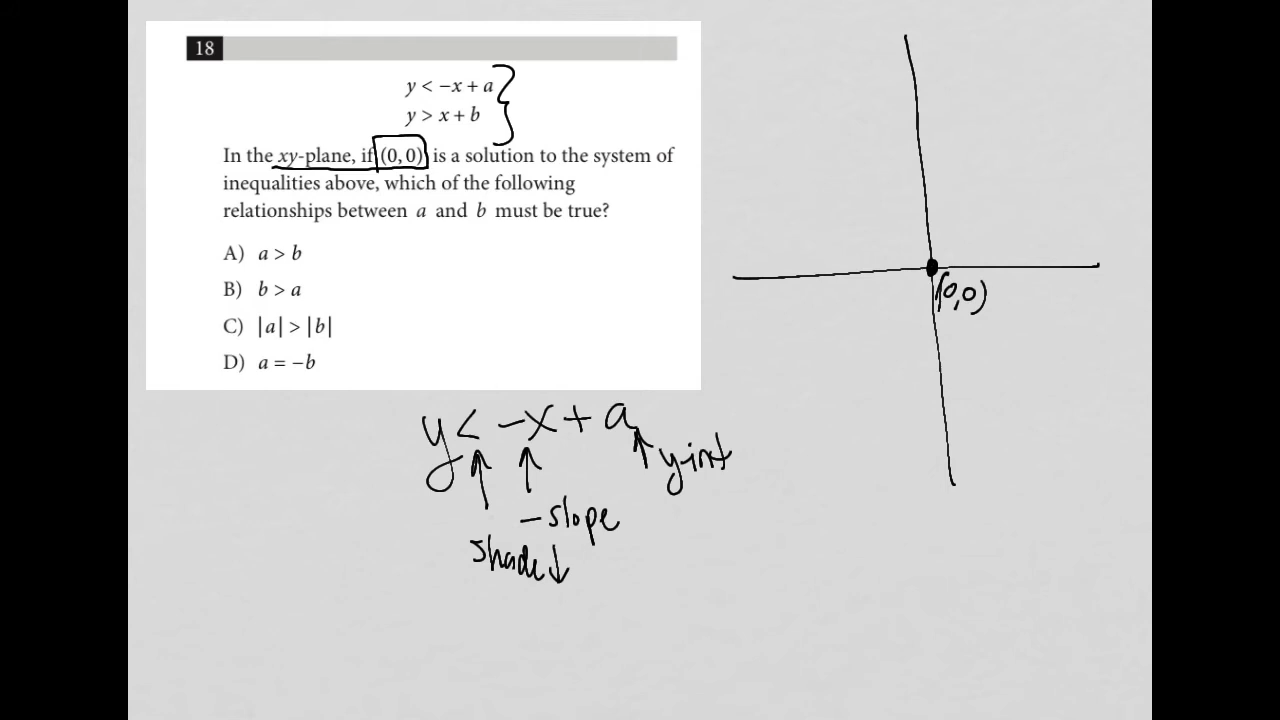 18
y < −x + a
y > x + b
In the xy-plane, if (0, 0) is a solution to the system of
inequalities above, which of the following
relationships between a and b must be true?
A) a > b
B) b > a
C) |a| > |b|
D) a = −b
(0,0)
y < -x + a
y-int
- slope
shade ↓